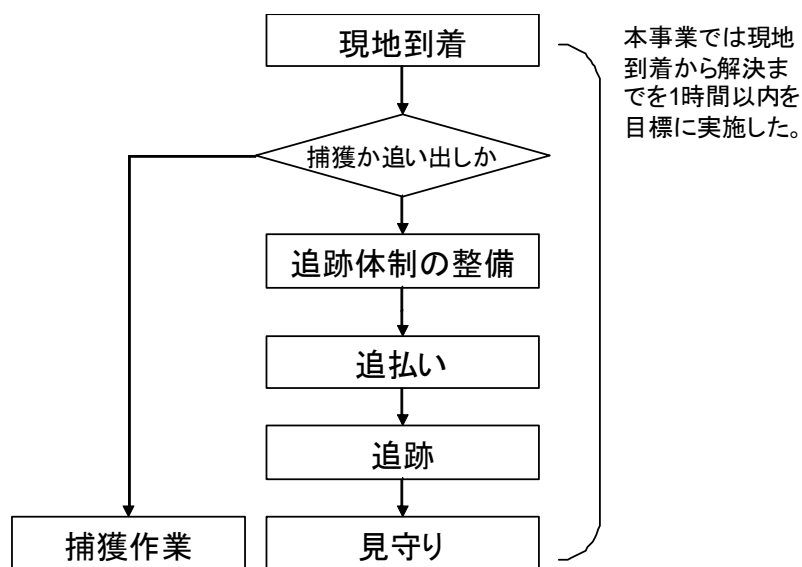 現地到着
本事業では現地
到着から解決ま
でを1時間以内を
目標に実施した。
捕獲か追い出しか
追跡体制の整備
追払い
追跡
捕獲作業
見守り